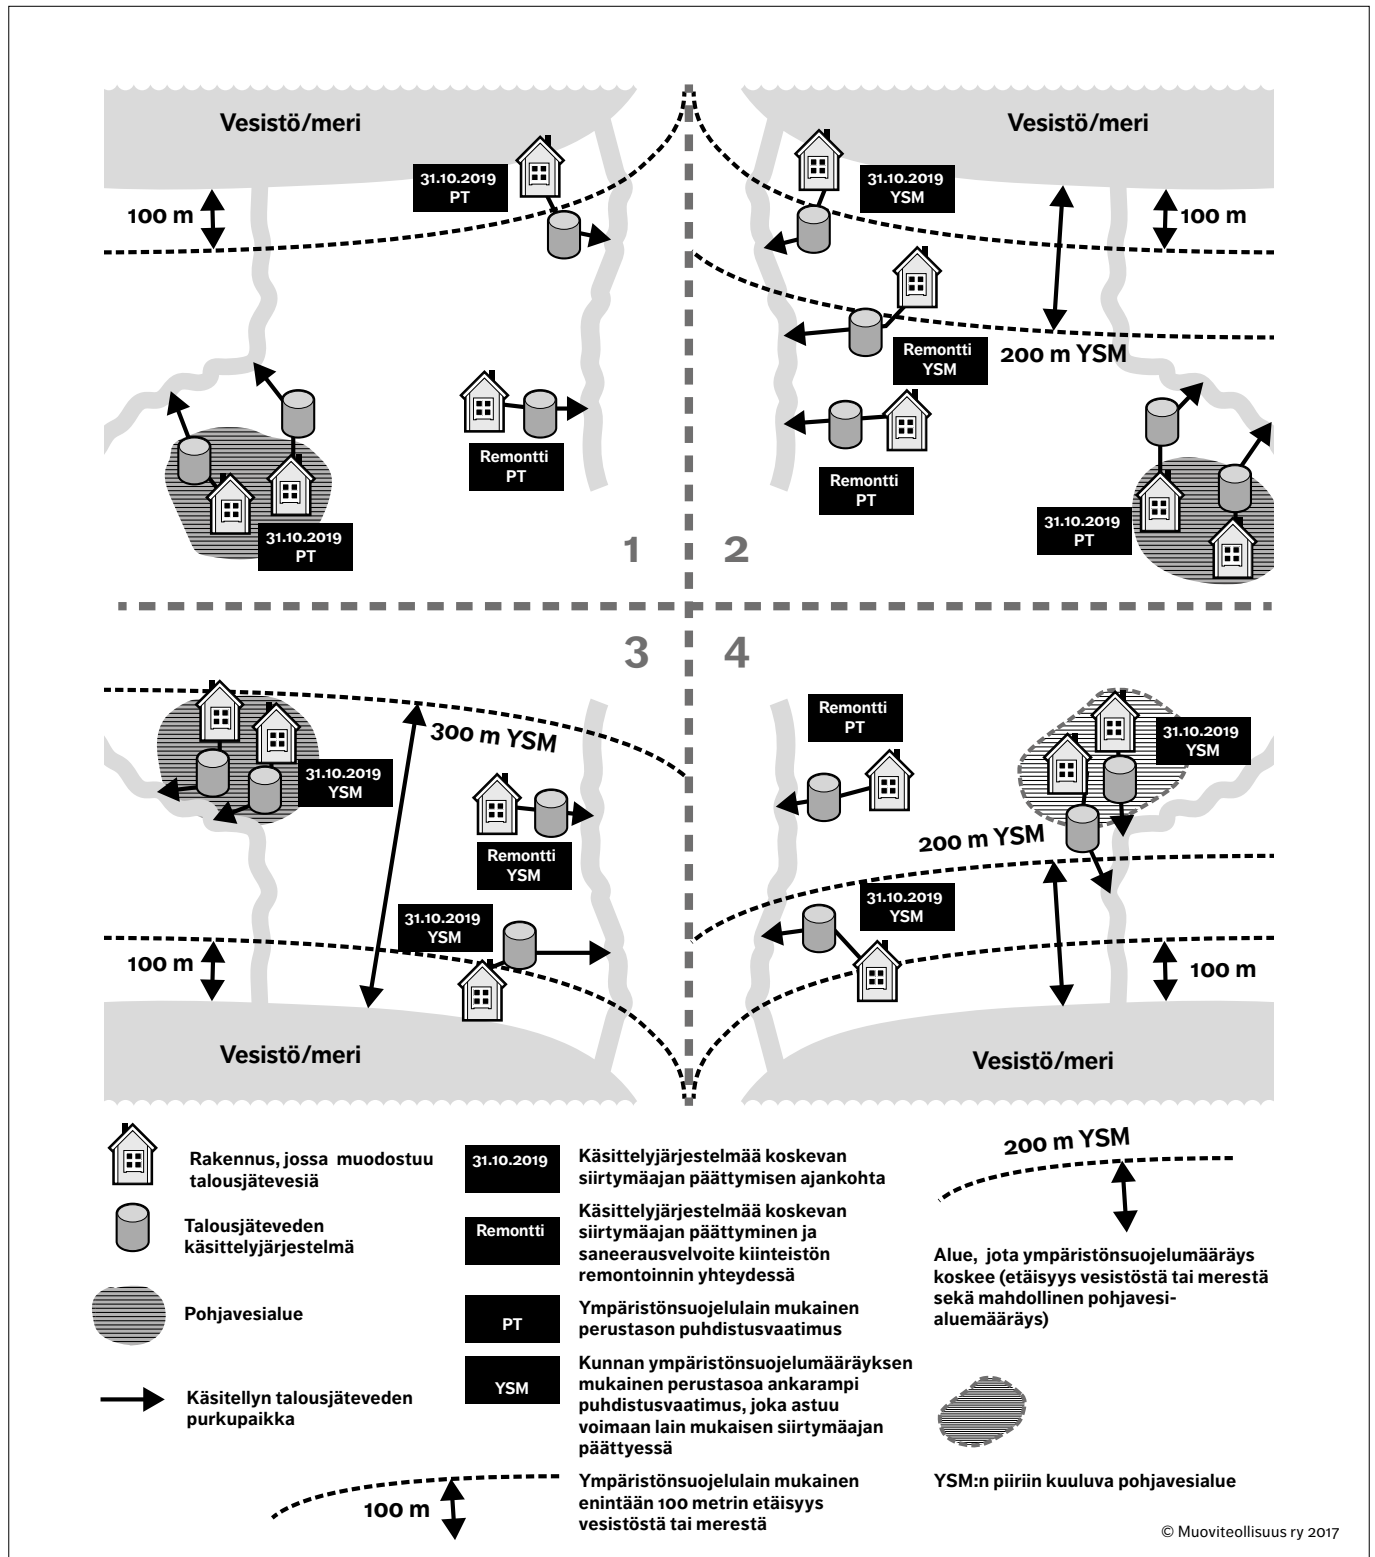 Vesistö/meri
Vesistö/meri
31.10.2019
PT
31.10.2019
YSM
100 m
100 m
Remontti
YSM
200 m YSM
Remontti
PT
Remontti
PT
31.10.2019
PT
31.10.2019
PT
1
2
3
4
300 m YSM
31.10.2019
YSM
Remontti
YSM
31.10.2019
YSM
100 m
Vesistö/meri
Remontti
PT
31.10.2019
YSM
200 m YSM
31.10.2019
YSM
100 m
Vesistö/meri
Rakennus, jossa muodostuu
talousjätevesiä
Talousjäteveden
käsittelyjärjestelmä
Pohjavesialue
Käsitellyn talousjäteveden
purkupaikka
31.10.2019
Käsittelyjärjestelmää koskevan
siirtymäajan päättymisen ajankohta
Remontti
Käsittelyjärjestelmää koskevan
siirtymäajan päättyminen ja
saneerausvelvoite kiinteistön
remontoinnin yhteydessä
PT
Ympäristönsuojelulain mukainen
perustason puhdistusvaatimus
YSM
Kunnan ympäristönsuojelumääräyksen
mukainen perustasoa ankarampi
puhdistusvaatimus, joka astuu
voimaan lain mukaisen siirtymäajan
päättyessä
100 m
Ympäristönsuojelulain mukainen
enintään 100 metrin etäisyys
vesistöstä tai merestä
200 m YSM
Alue, jota ympäristönsuojelumääräys
koskee (etäisyys vesistöstä tai merestä
sekä mahdollinen pohjavesi-
aluemääräys)
YSM:n piiriin kuuluva pohjavesialue
© Muoviteollisuus ry 2017